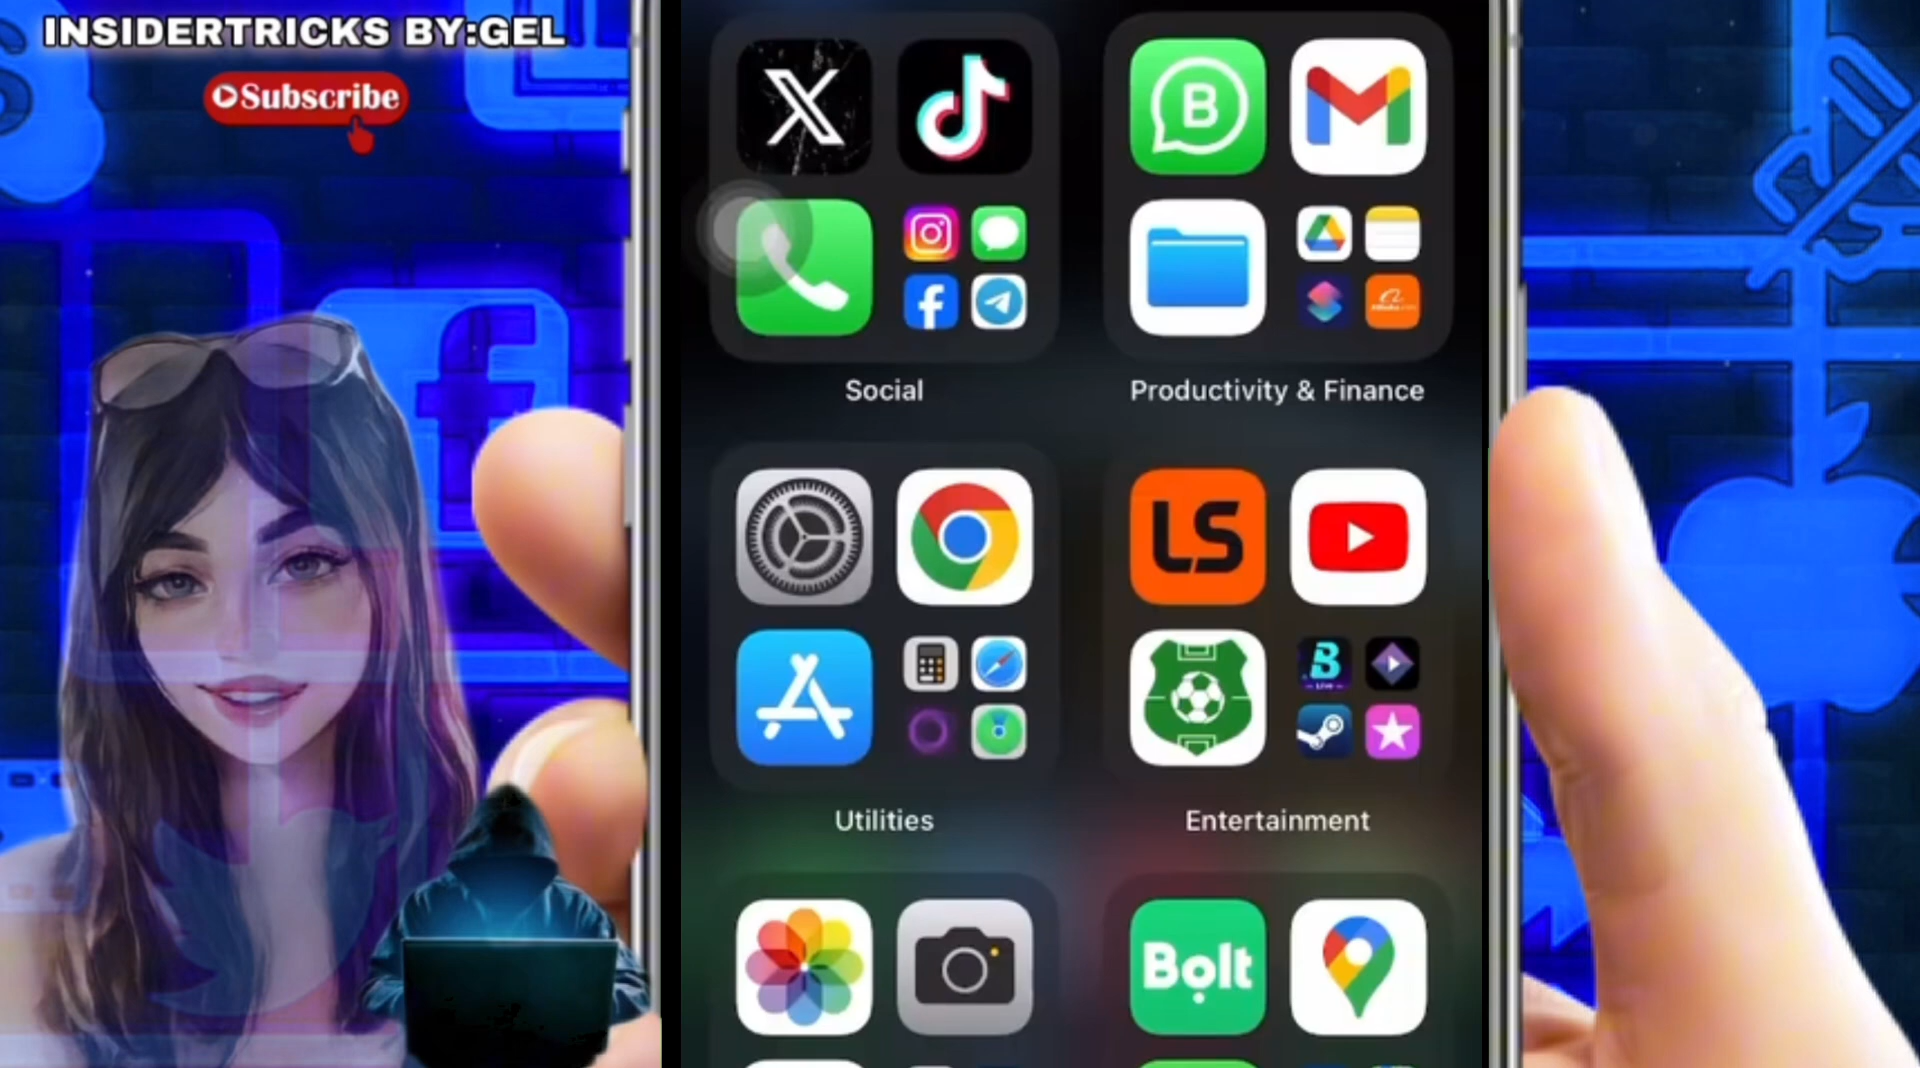 INSIDERTRICKS BY:GEL
Subscribe
X
B
Social
Productivity & Finance
LS
B
Utilities
Entertainment
Bolt